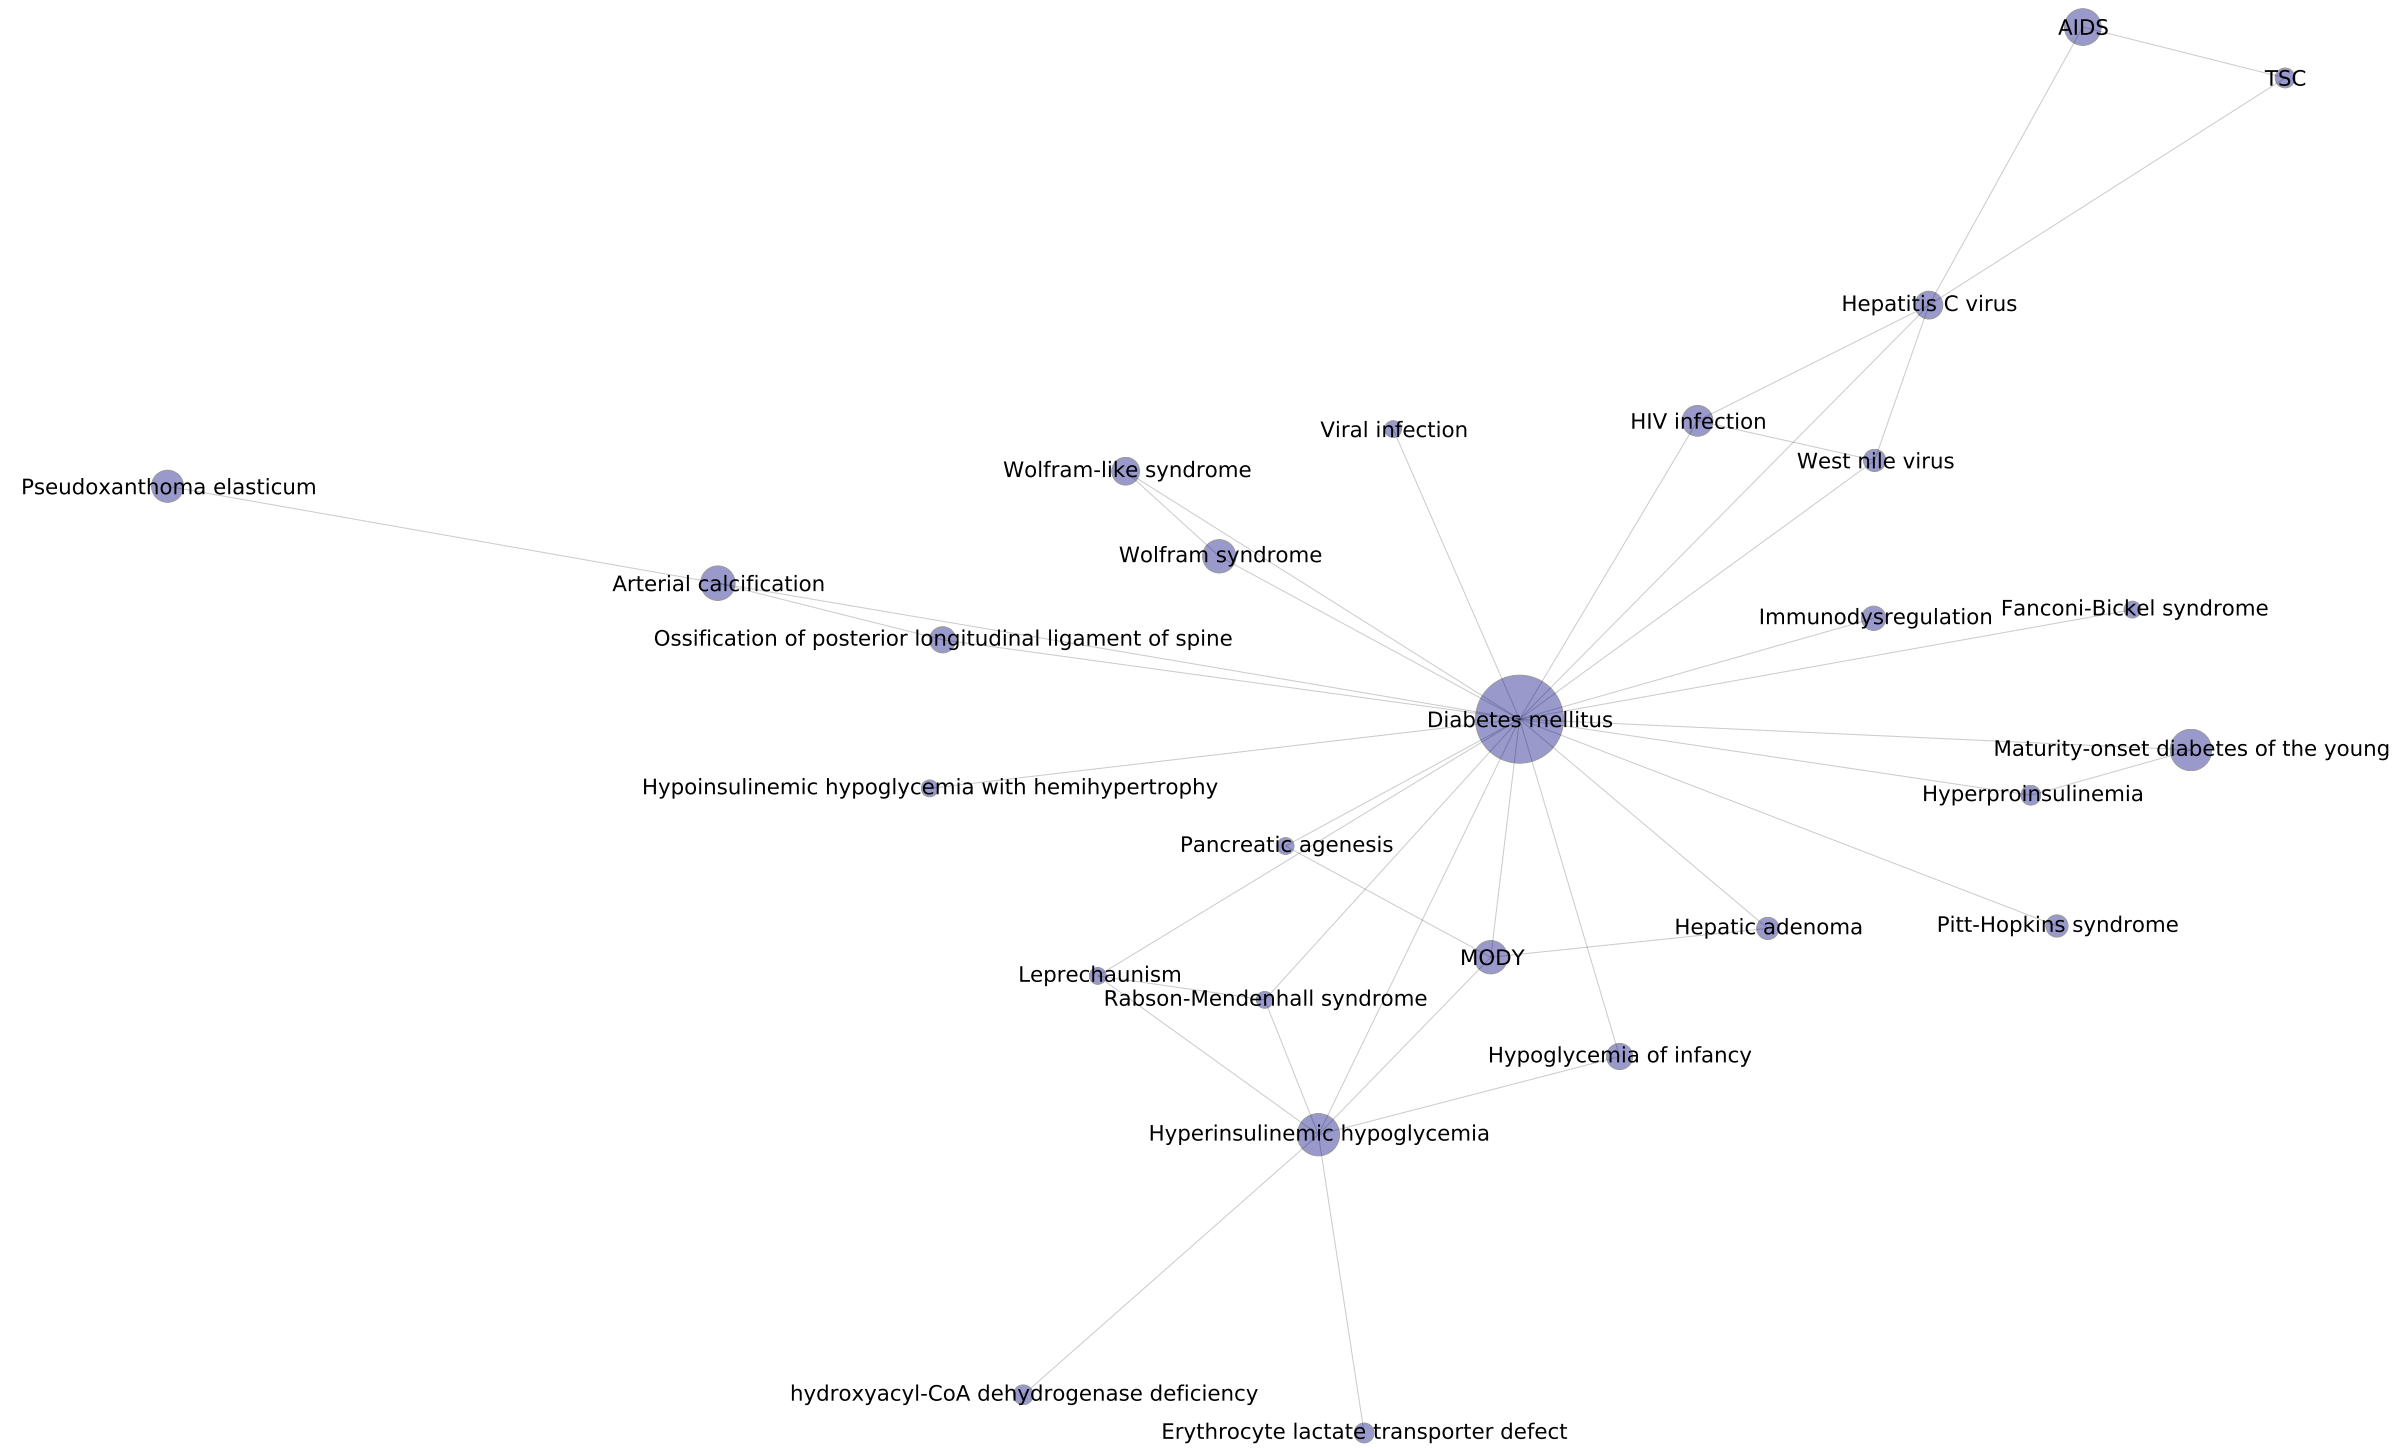 AIDS
TSC
Hepatitis C virus
HIV infection
Viral infection
West nile virus
Wolfram-like syndrome
Pseudoxanthoma elasticum
Wolfram syndrome
Arterial calcification
Immunodysregulation
Fanconi-Bickel syndrome
Ossification of posterior longitudinal ligament of spine
Diabetes mellitus
Maturity-onset diabetes of the young
Hypoinsulinemic hypoglycemia with hemihypertrophy
Hyperproinsulinemia
Pancreatic agenesis
Hepatic adenoma
Pitt-Hopkins syndrome
MODY
Leprechaunism
Rabson-Mendenhall syndrome
Hypoglycemia of infancy
Hyperinsulinemic hypoglycemia
hydroxyacyl-CoA dehydrogenase deficiency
Erythrocyte lactate transporter defect